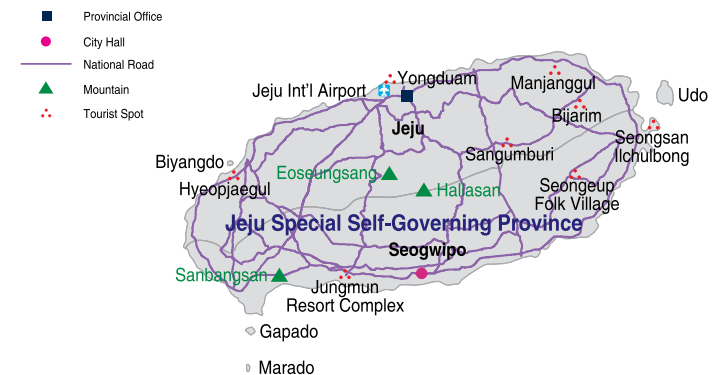 Provincial Office
City Hall
National Road
Mountain
Tourist Spot
Yongduam
Jeju Int'l Airport
Manjanggul
Udo
Bijarim
Jeju
Seongsan
Ilchulbong
Sangumburi
Biyangdo
Hyeopjaegul
Eoseungsang
Hallasan
Seongeup
Folk Village
Jeju Special Self-Governing Province
Seogwipo
Sanbangsan
Jungmun
Resort Complex
Gapado
Marado